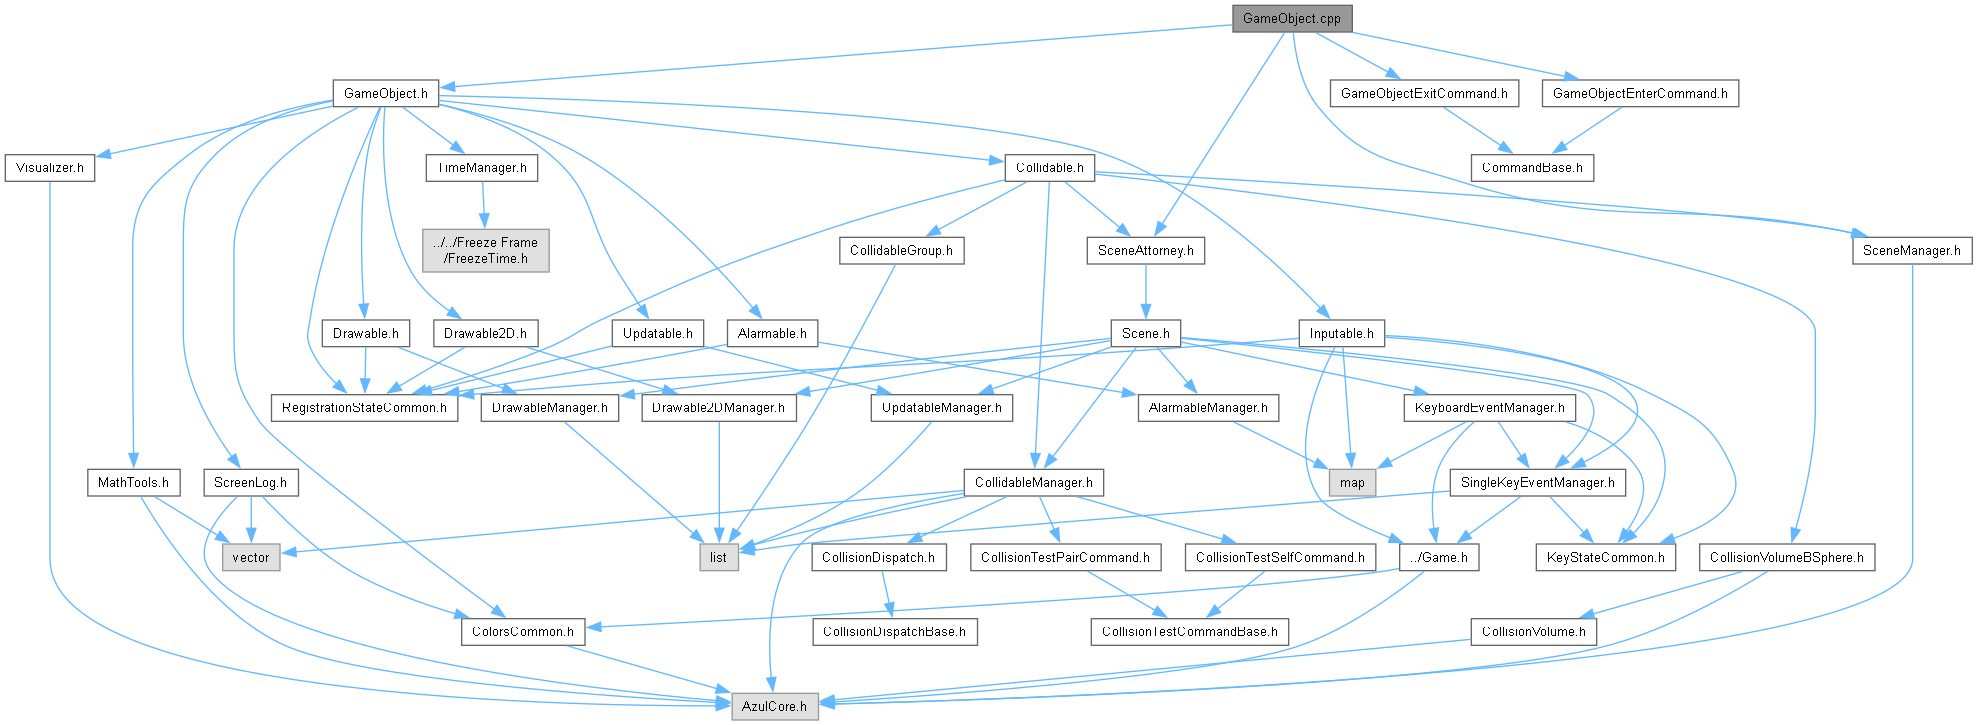 GameObject.cpp
GameObject.h
GameObjectExitCommand.h
GameObjectEnterCommand.h
Visualizer.h
TimeManager.h
Collidable.h
CommandBase.h
../../Freeze Frame
/FreezeTime.h
CollidableGroup.h
SceneAttorney.h
SceneManager.h
Drawable.h
Drawable2D.h
Updatable.h
Alarmable.h
Scene.h
Inputable.h
RegistrationStateCommon.h
DrawableManager.h
Drawable2DManager.h
UpdatableManager.h
AlarmableManager.h
KeyboardEventManager.h
MathTools.h
ScreenLog.h
CollidableManager.h
map
SingleKeyEventManager.h
vector
list
CollisionDispatch.h
CollisionTestPairCommand.h
CollisionTestSelfCommand.h
../Game.h
KeyStateCommon.h
CollisionVolumeBSphere.h
ColorsCommon.h
CollisionDispatchBase.h
CollisionTestCommandBase.h
CollisionVolume.h
AzulCore.h